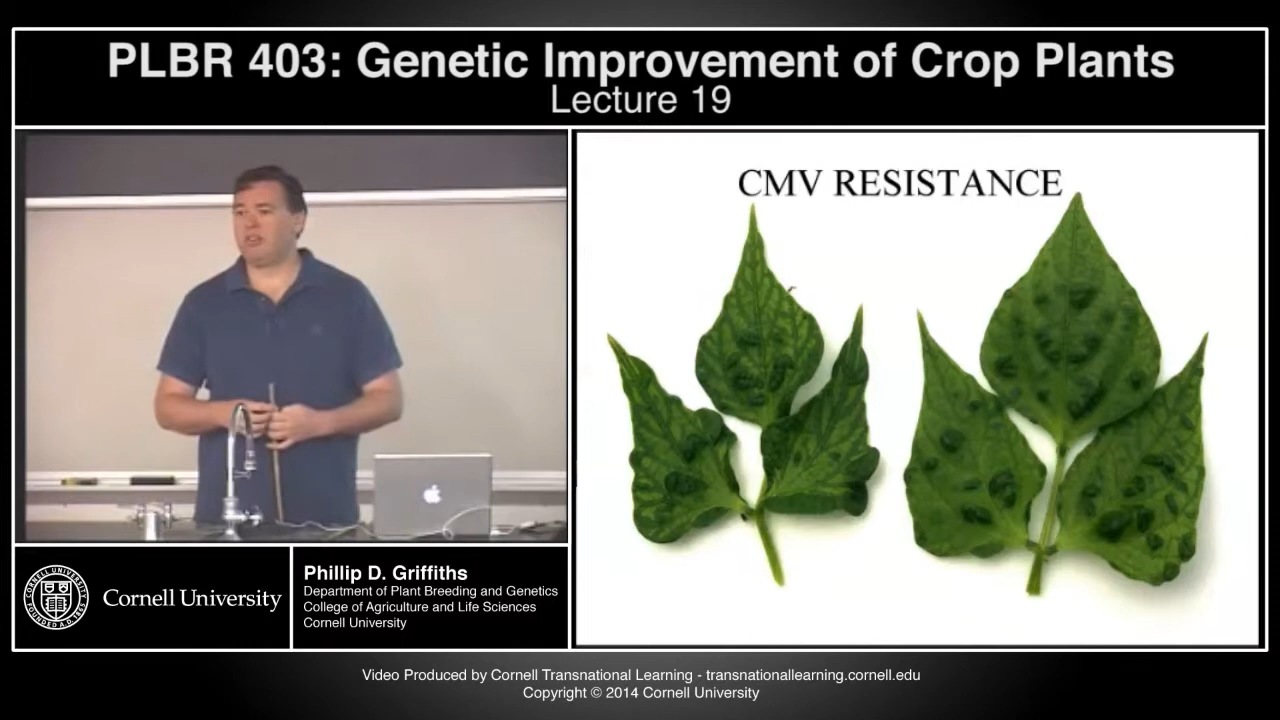 PLBR 403: Genetic Improvement of Crop Plants
Lecture 19
CMV RESISTANCE
Cornell University
Phillip D. Griffiths
Department of Plant Breeding and Genetics
College of Agriculture and Life Sciences
Cornell University
Video Produced by Cornell Transnational Learning - transnationallearning.cornell.edu
Copyright © 2014 Cornell University